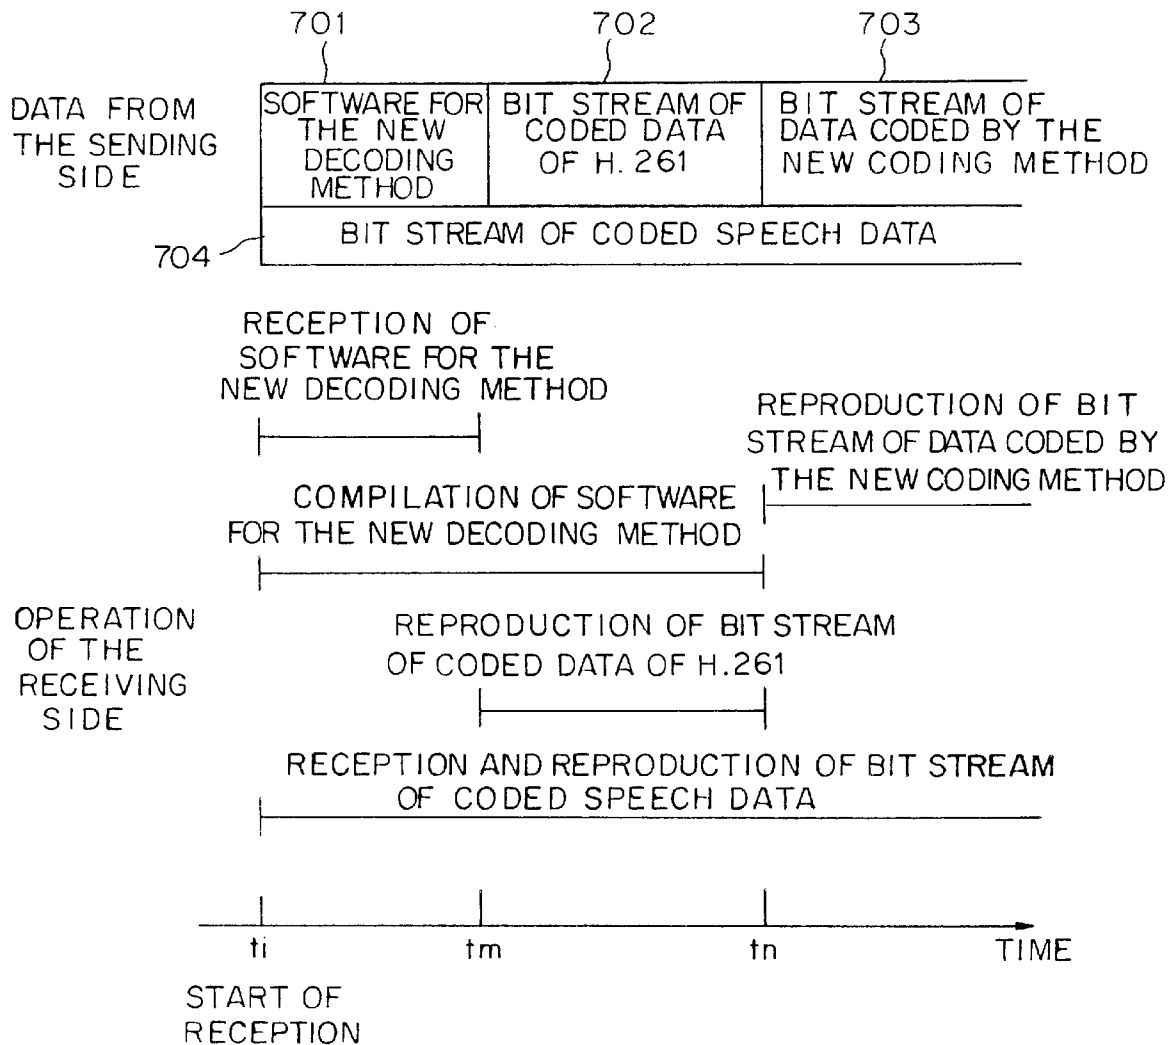 701
702
703
DATA FROM
THE SENDING
SIDE
SOFTWARE FOR
THE NEW
DECODING
METHOD
BIT STREAM OF
CODED DATA
OF H.261
BIT STREAM OF
DATA CODED BY THE
NEW CODING METHOD
704
BIT STREAM OF CODED SPEECH DATA
RECEPTION OF
SOFTWARE FOR THE
NEW DECODING METHOD
REPRODUCTION OF BIT
STREAM OF DATA CODED BY
THE NEW CODING METHOD
COMPILATION OF SOFTWARE
FOR THE NEW DECODING METHOD
OPERATION
OF THE
RECEIVING
SIDE
REPRODUCTION OF BIT STREAM
OF CODED DATA OF H.261
RECEPTION AND REPRODUCTION OF BIT STREAM
OF CODED SPEECH DATA
ti
tm
tn
TIME
START OF
RECEPTION